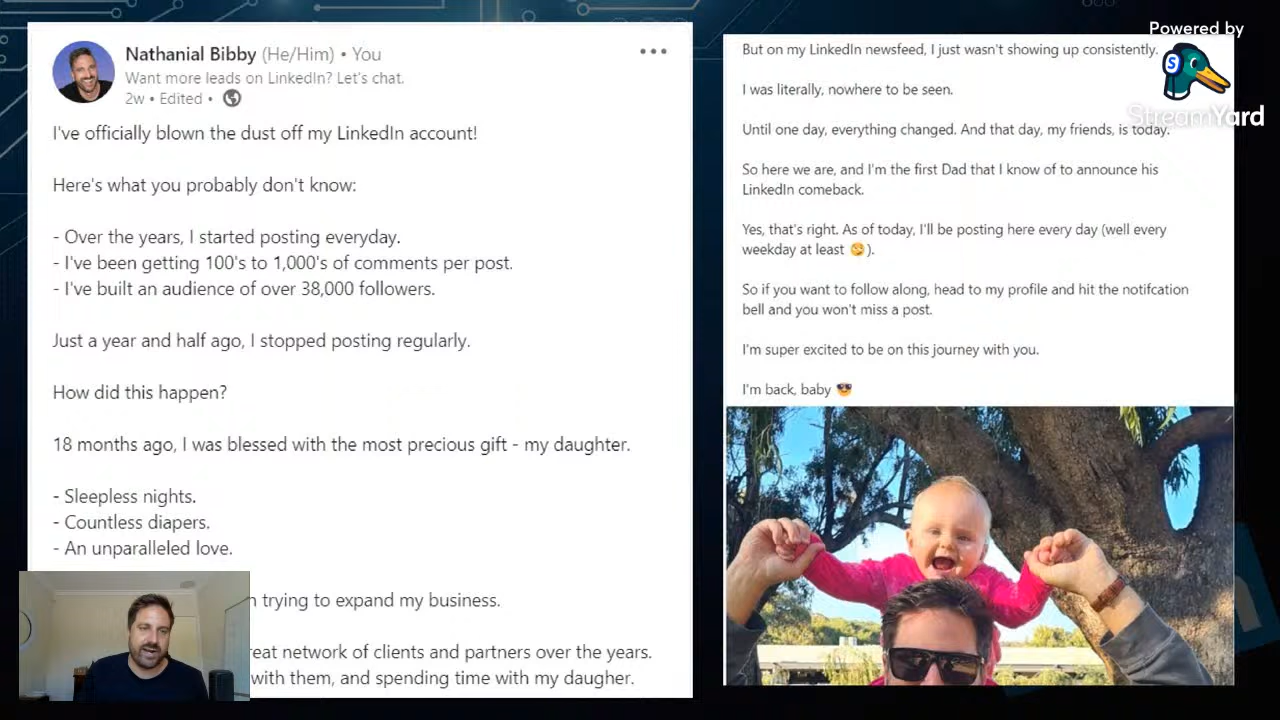 Nathanial Bibby (He/Him) • You
Want more leads on LinkedIn? Let's chat.
2w • Edited •
I've officially blown the dust off my LinkedIn account!
Here's what you probably don't know:
- Over the years, I started posting everyday.
- I've been getting 100's to 1,000's of comments per post.
- I've built an audience of over 38,000 followers.
Just a year and half ago, I stopped posting regularly.
How did this happen?
18 months ago, I was blessed with the most precious gift - my daughter.
- Sleepless nights.
- Countless diapers.
- An unparalleled love.
trying to expand my business.
network of clients and partners over the years.
with them, and spending time with my daugher.
But on my LinkedIn newsfeed, I just wasn't showing up consistently.
I was literally, nowhere to be seen.
Until one day, everything changed. And that day, my friends, is today.
So here we are, and I'm the first Dad that I know of to announce his
LinkedIn comeback.
Yes, that's right. As of today, I'll be posting here every day (well every
weekday at least 🤪).
So if you want to follow along, head to my profile and hit the notifcation
bell and you won't miss a post.
I'm super excited to be on this journey with you.
I'm back, baby 😎
Powered by
S
StreamYard